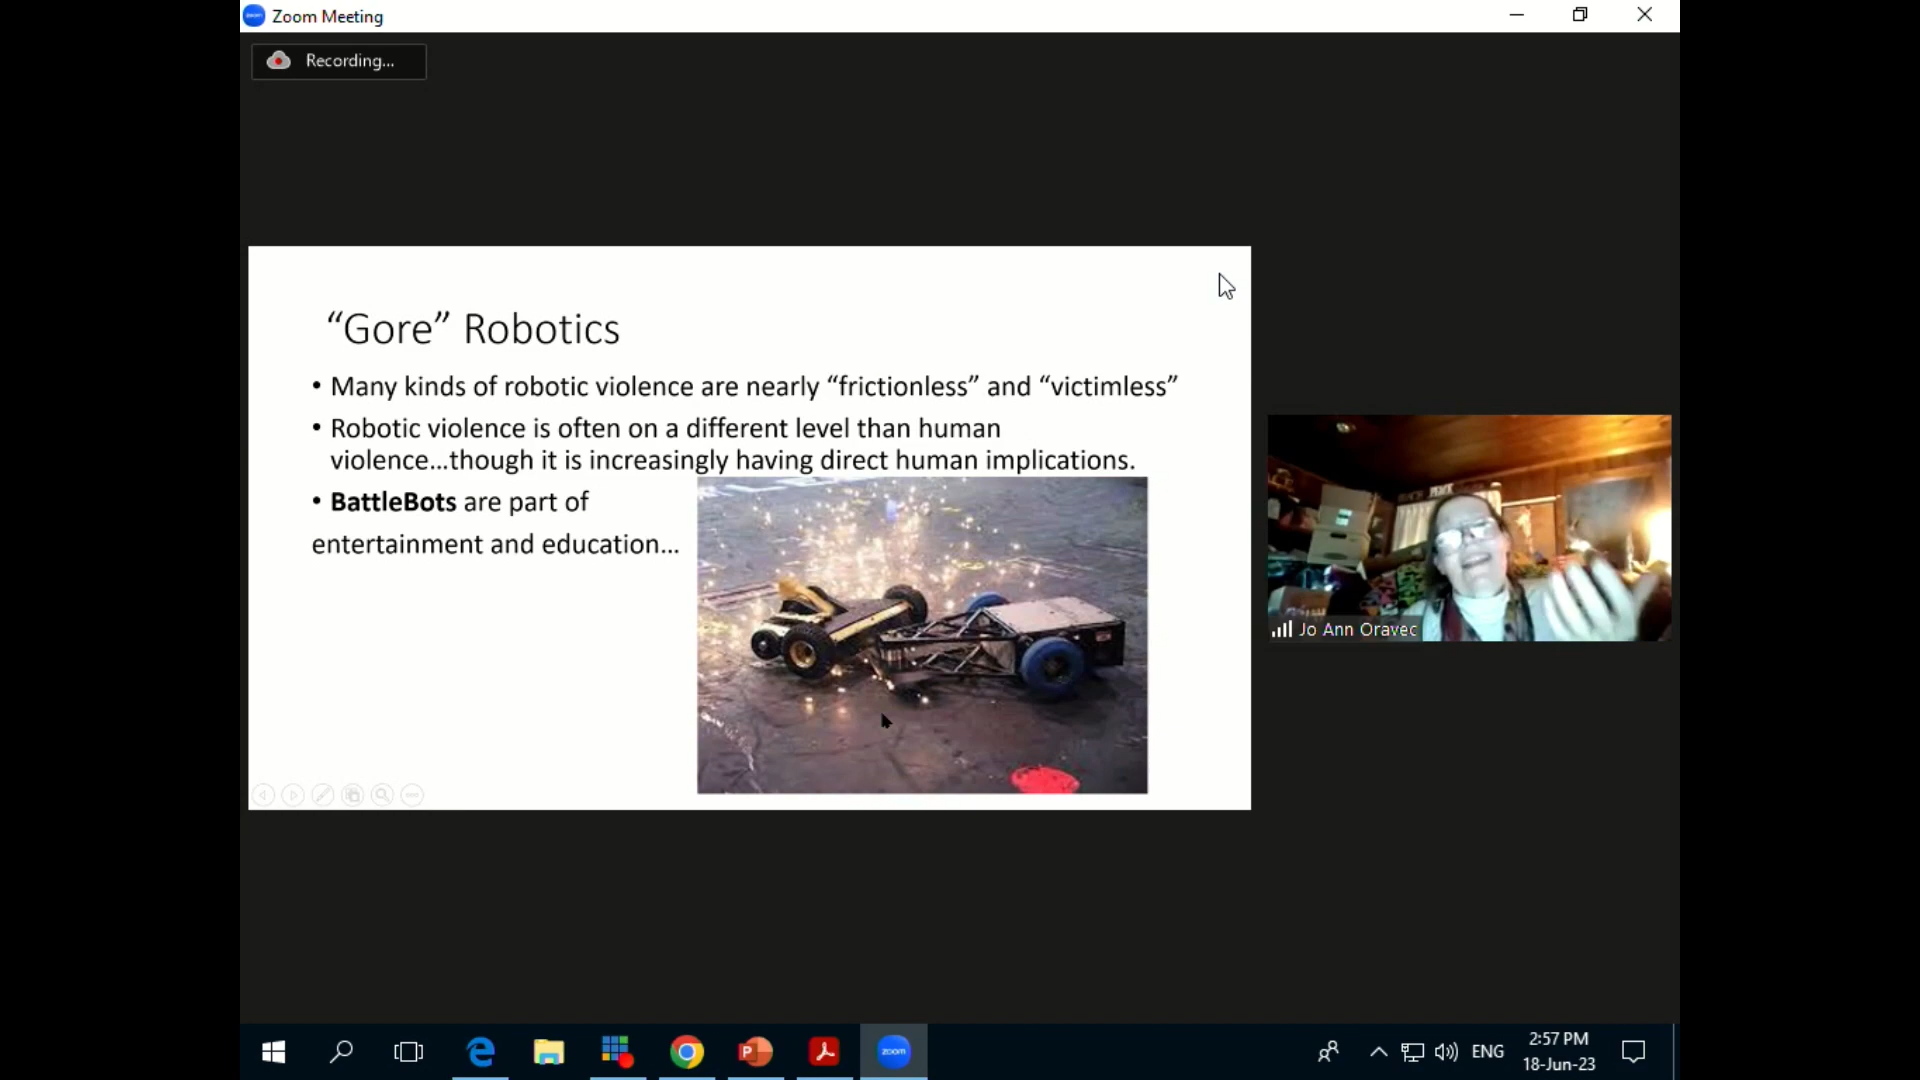 Zoom Meeting
Recording...
“Gore” Robotics
• Many kinds of robotic violence are nearly “frictionless” and “victimless”
• Robotic violence is often on a different level than human
violence...though it is increasingly having direct human implications.
• BattleBots are part of
entertainment and education...
Jo Ann Oravec
zoom
ENG
2:57 PM
18-Jun-23